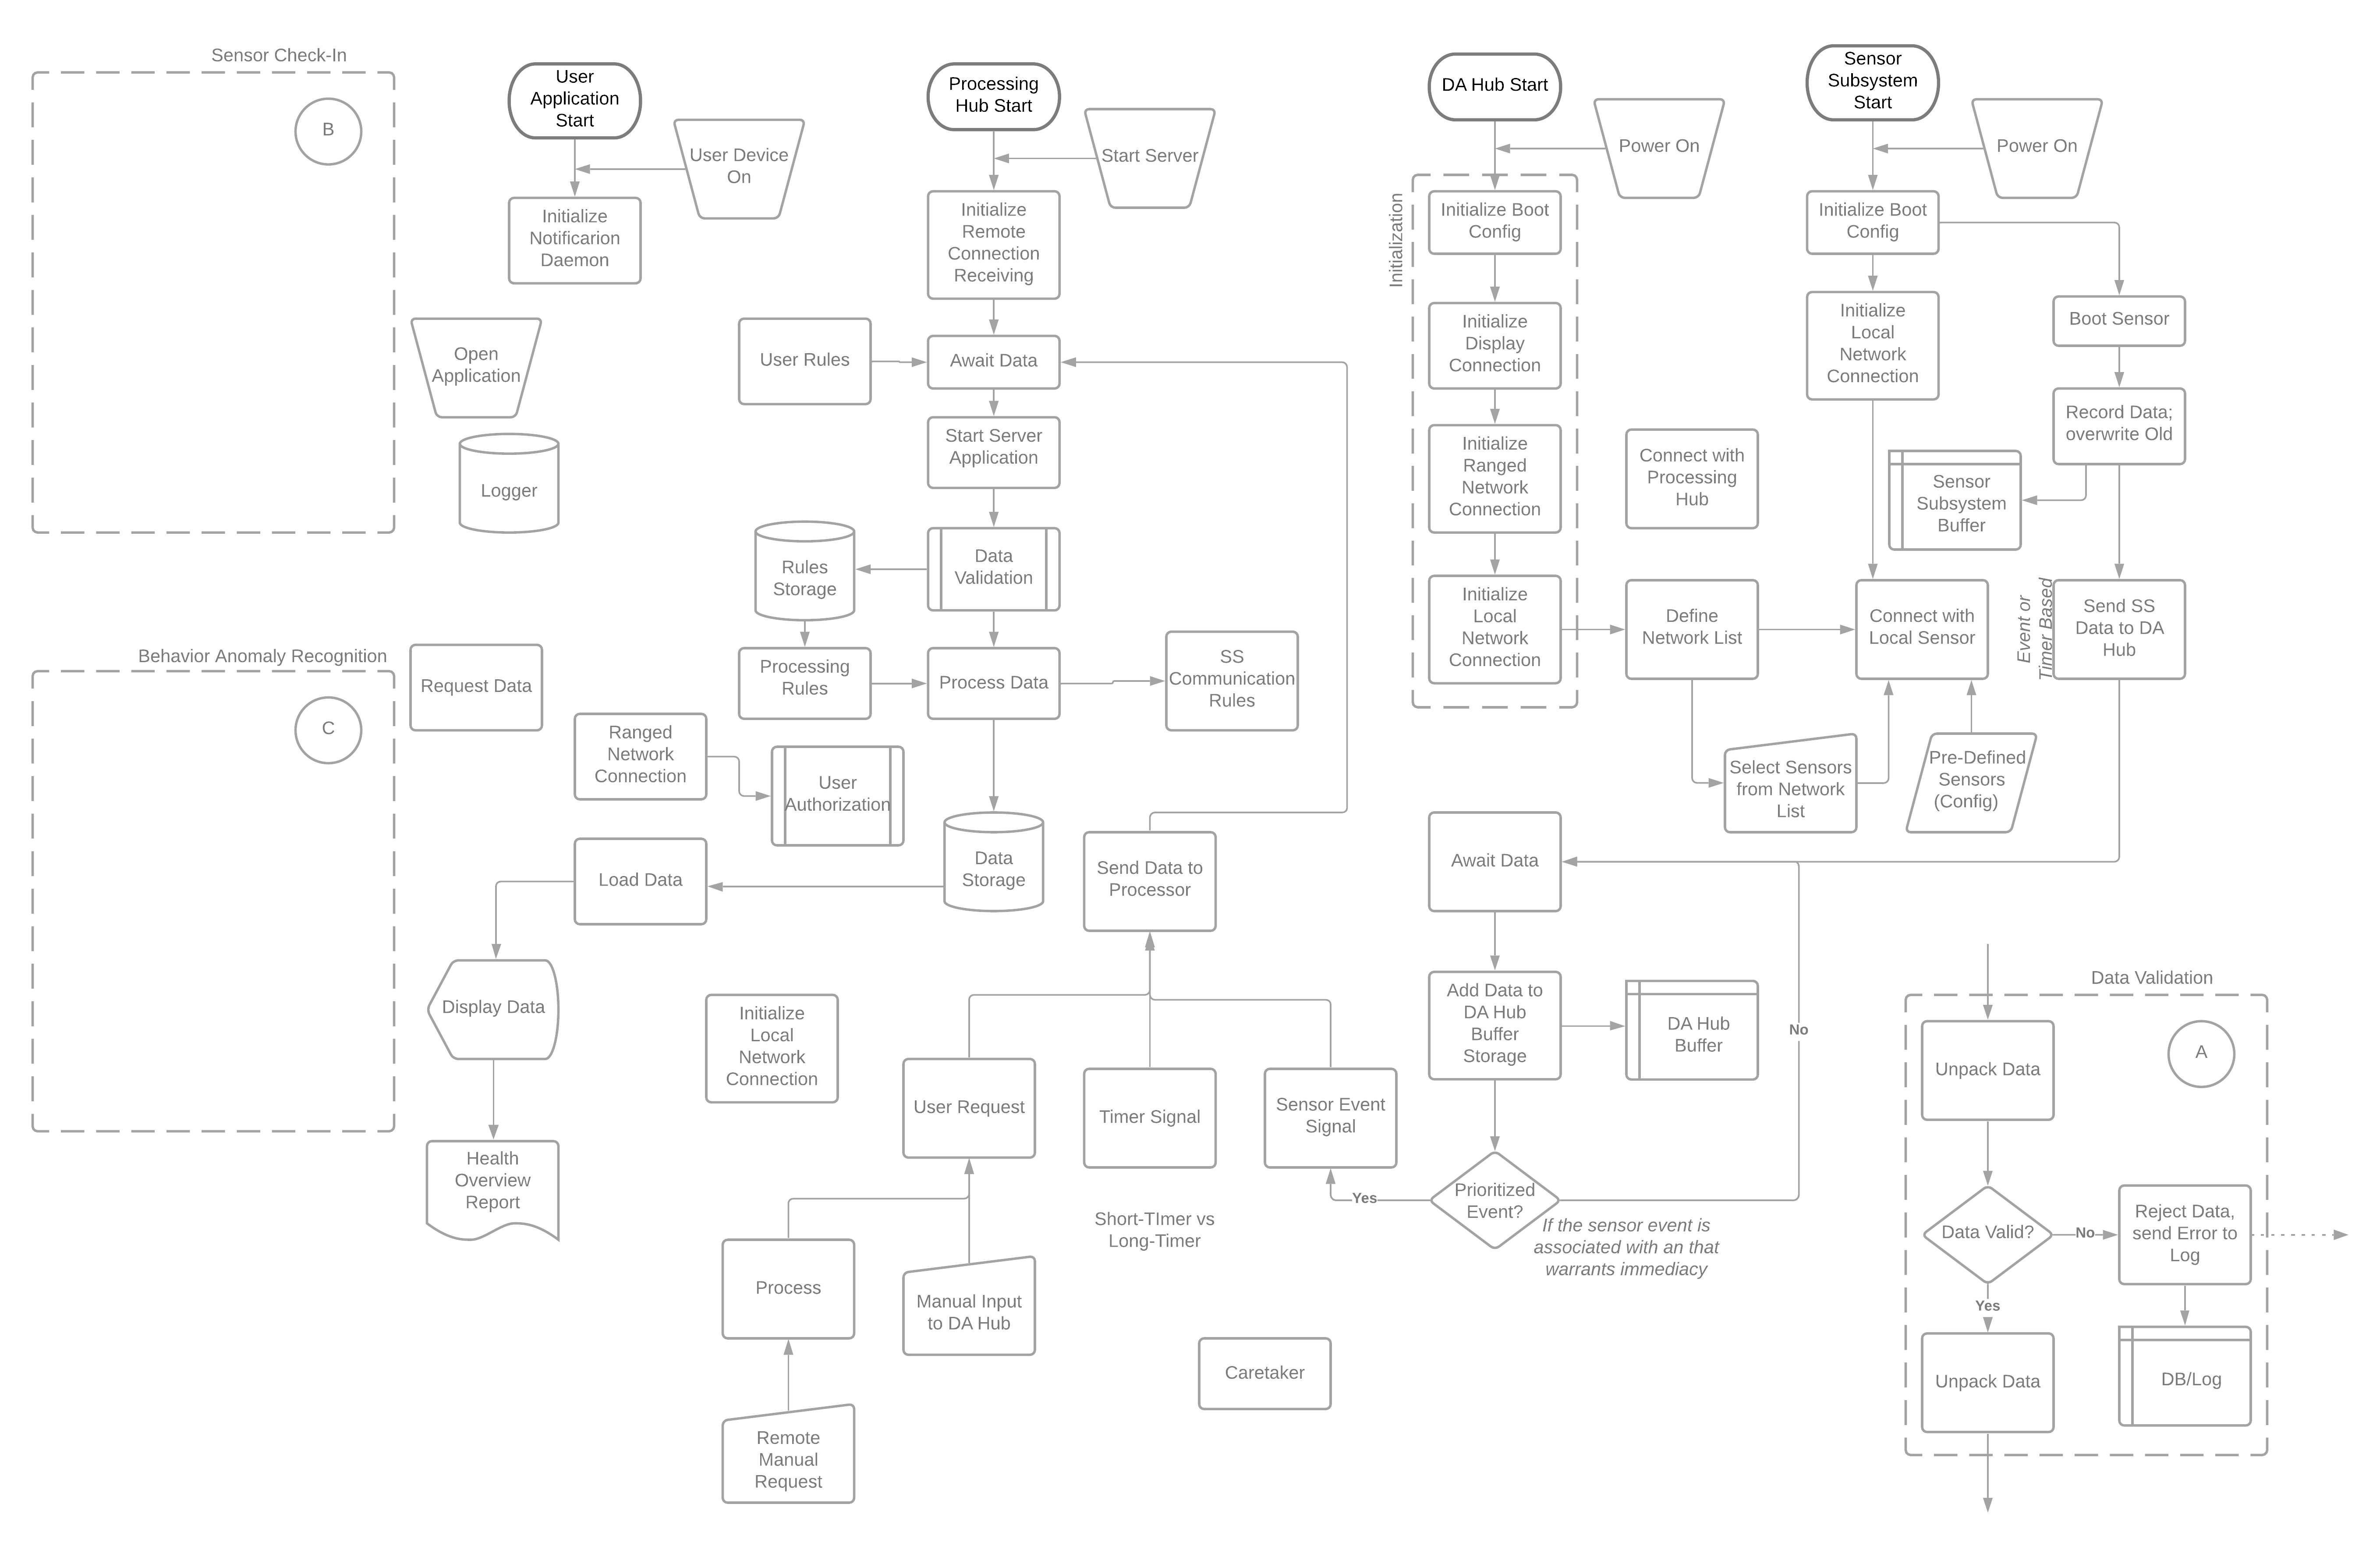 Sensor Check-In
B
User
Application
Start
User Device
On
Initialize
Notificarion
Daemon
Open
Application
Logger
Processing
Hub Start
Start Server
Initialize
Remote
Connection
Receiving
User Rules
Await Data
Start Server
Application
Rules
Storage
Data
Validation
Processing
Rules
Process Data
SS
Communication
Rules
DA Hub Start
Power On
Initialization
Initialize Boot
Config
Initialize
Display
Connection
Initialize
Ranged
Network
Connection
Initialize
Local
Network
Connection
Connect with
Processing
Hub
Define
Network List
Sensor
Subsystem
Start
Power On
Initialize Boot
Config
Initialize
Local
Network
Connection
Boot Sensor
Record Data;
overwrite Old
Sensor
Subsystem
Buffer
Connect with
Local Sensor
Event or
Timer Based
Send SS
Data to DA
Hub
Select Sensors
from Network
List
Pre-Defined
Sensors
(Config)
Behavior Anomaly Recognition
C
Request Data
Ranged
Network
Connection
User
Authorization
Load Data
Data
Storage
Send Data to
Processor
Await Data
Display Data
Initialize
Local
Network
Connection
Health
Overview
Report
User Request
Timer Signal
Sensor Event
Signal
Add Data to
DA Hub
Buffer
Storage
DA Hub
Buffer
No
Yes
Prioritized
Event?
If the sensor event is
associated with an that
warrants immediacy
Short-TImer vs
Long-Timer
Process
Manual Input
to DA Hub
Remote
Manual
Request
Caretaker
Data Validation
Unpack Data
A
Data Valid?
No
Reject Data,
send Error to
Log
Yes
Unpack Data
DB/Log